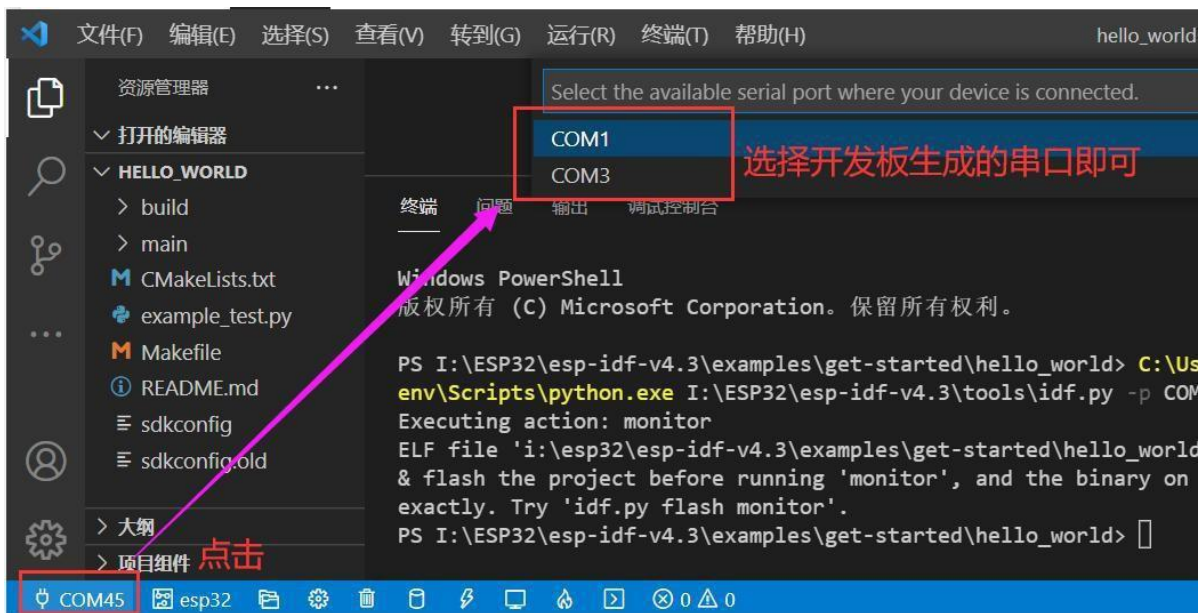 文件(F) 编辑(E) 选择(S) 查看(V) 转到(G) 运行(R) 终端(T) 帮助(H) hello_world
资源管理器 ···
Select the available serial port where your device is connected.
打开的编辑器
COM1
选择开发板生成的串口即可
HELLO_WORLD
COM3
build
终端 问题 输出 调试控制台
main
CMakeLists.txt
Windows PowerShell
版权所有 (C) Microsoft Corporation。保留所有权利。
example_test.py
Makefile
PS I:\ESP32\esp-idf-v4.3\examples\get-started\hello_world> C:\Us
README.md
env\Scripts\python.exe I:\ESP32\esp-idf-v4.3\tools\idf.py -p COM
sdkconfig
Executing action: monitor
sdkconfig.old
ELF file 'i:\esp32\esp-idf-v4.3\examples\get-started\hello_world
& flash the project before running 'monitor', and the binary on
exactly. Try 'idf.py flash monitor'.
大纲
PS I:\ESP32\esp-idf-v4.3\examples\get-started\hello_world>
项目组件 点击
COM45 esp32 0 0